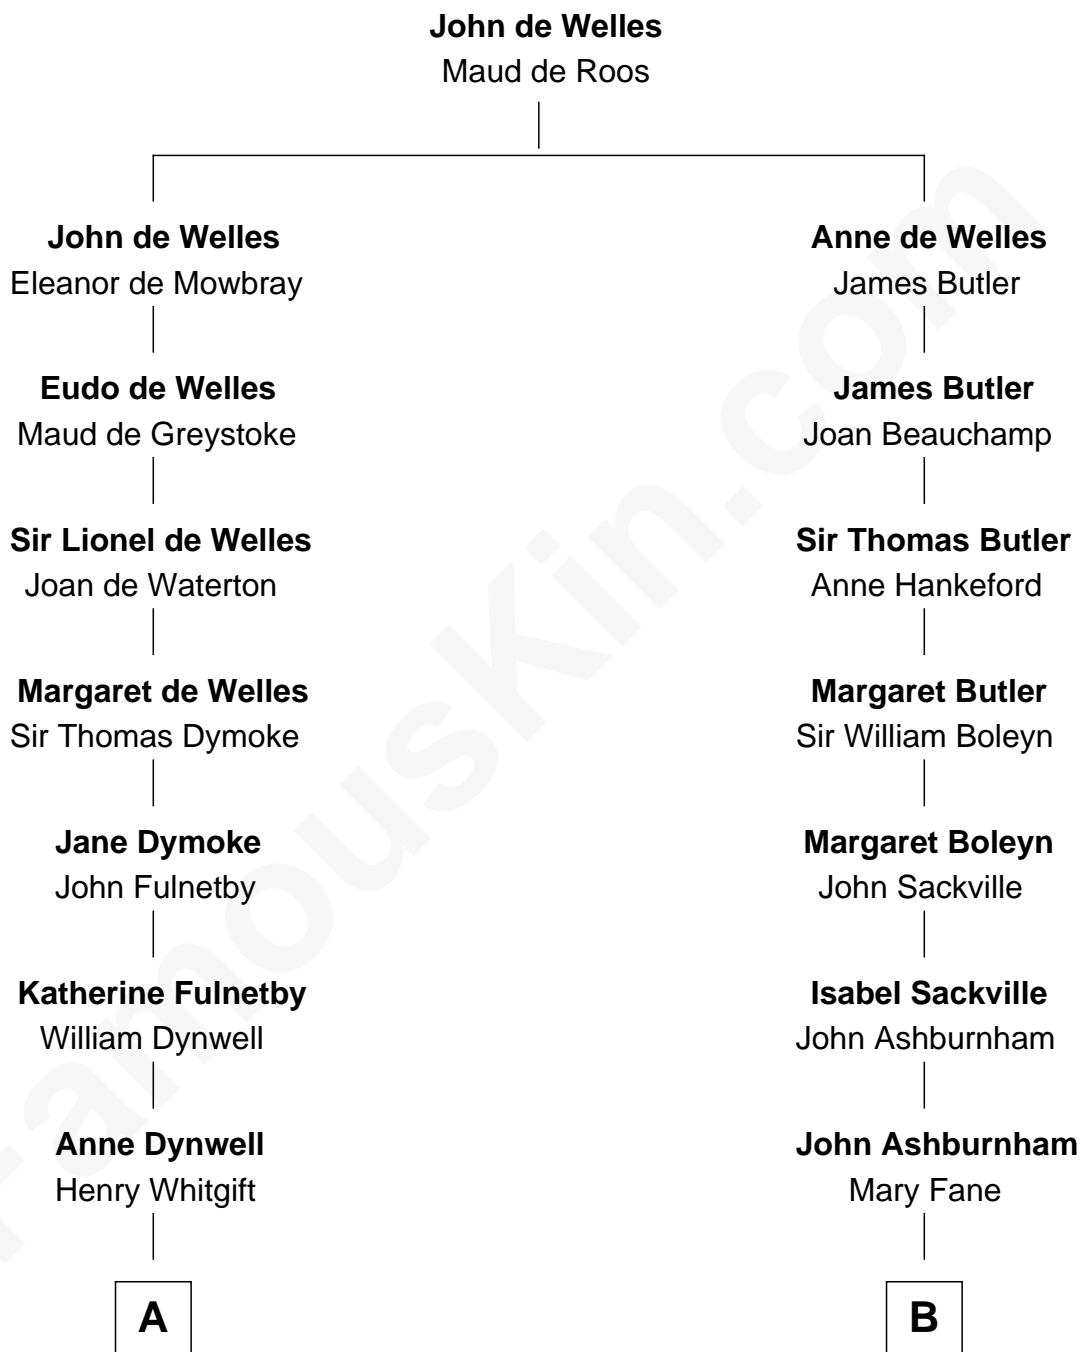 John de Welles
Maud de Roos
John de Welles
Eleanor de Mowbray
Anne de Welles
James Butler
Eudo de Welles
Maud de Greystoke
James Butler
Joan Beauchamp
Sir Lionel de Welles
Joan de Waterton
Sir Thomas Butler
Anne Hankeford
Margaret de Welles
Sir Thomas Dymoke
Margaret Butler
Sir William Boleyn
Jane Dymoke
John Fulnetby
Margaret Boleyn
John Sackville
Katherine Fulnetby
William Dynwell
Isabel Sackville
John Ashburnham
Anne Dynwell
Henry Whitgift
John Ashburnham
Mary Fane
A
B
FamousKin.com